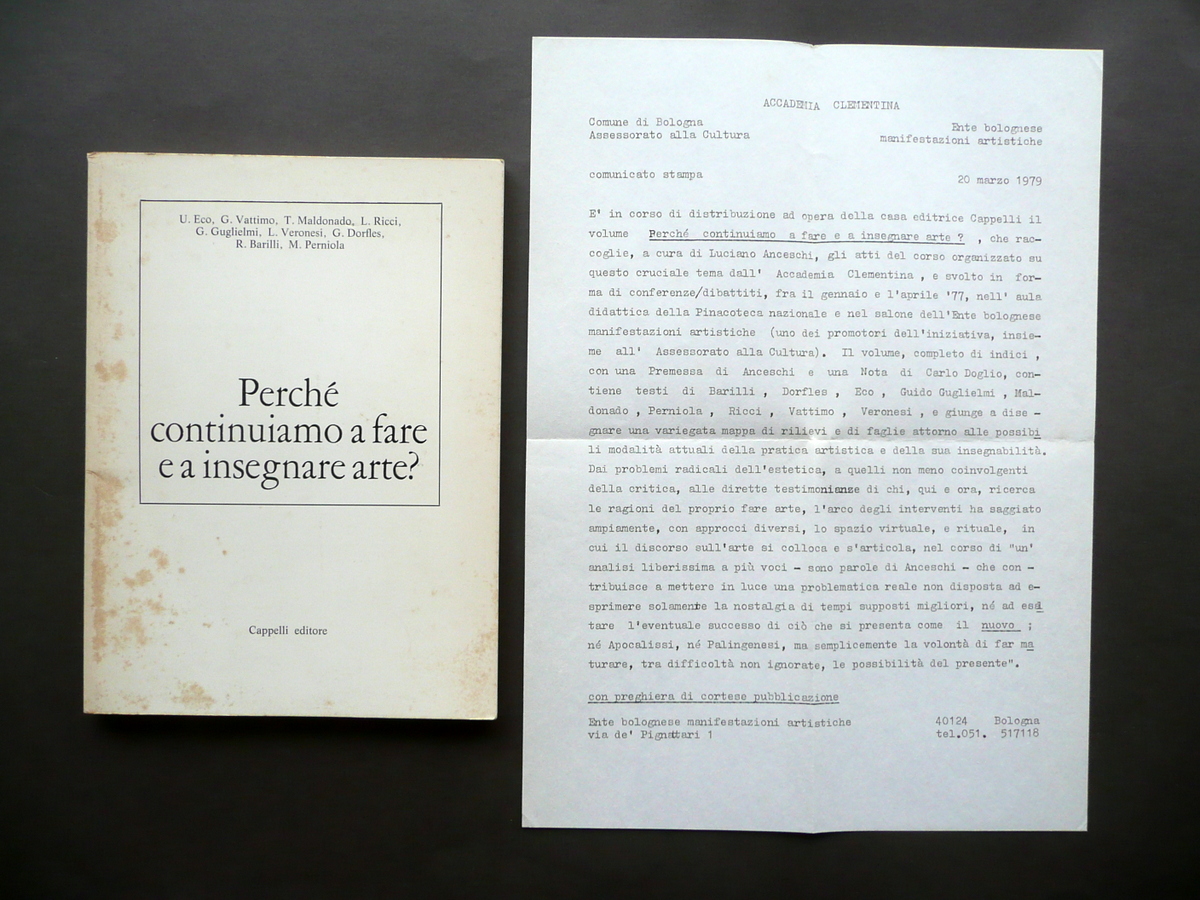 U. Eco, G. Vattimo, T. Maldonado, L. Ricci,
G. Guglielmi, L. Veronesi, G. Dorfles,
R. Barilli, M. Perniola
Perché
continuiamo a fare
e a insegnare arte?
Cappelli editore
ACCADEMIA CLEMENTINA
Comune di Bologna
Assessorato alla Cultura
Ente bolognese
manifestazioni artistiche
comunicato stampa
20 marzo 1979
E' in corso di distribuzione ad opera della casa editrice Cappelli il
volume Perché continuiamo a fare e a insegnare arte ? , che rac-
coglie, a cura di Luciano Anceschi, gli atti del corso organizzato su
questo cruciale tema dall' Accademia Clementina , e svolto in for-
ma di conferenze/dibattiti, fra il gennaio e l'aprile '77, nell' aula
didattica della Pinacoteca nazionale e nel salone dell'Ente bolognese
manifestazioni artistiche (uno dei promotori dell'iniziativa, insie-
me all' Assessorato alla Cultura). Il volume, completo di indici ,
con una Premessa di Anceschi e una Nota di Carlo Doglio, con-
tiene testi di Barilli , Dorfles , Eco , Guido Guglielmi , Mal-
donado , Perniola , Ricci , Vattimo , Veronesi , e giunge a dise -
gnare una variegata mappa di rilievi e di faglie attorno alle possibi
li modalità attuali della pratica artistica e della sua insegnabilità.
Dai problemi radicali dell'estetica, a quelli non meno coinvolgenti
della critica, alle dirette testimonianze di chi, qui e ora, ricerca
le ragioni del proprio fare arte, l'arco degli interventi ha saggiato
ampiamente, con approcci diversi, lo spazio virtuale, e rituale, in
cui il discorso sull'arte si colloca e s'articola, nel corso di "un'
analisi liberissima a più voci - sono parole di Anceschi - che con -
tribuisce a mettere in luce una problematica reale non disposta ad e-
sprimere solamente la nostalgia di tempi supposti migliori, né ad esal
tare l'eventuale successo di ciò che si presenta come il nuovo ;
né Apocalissi, né Palingenesi, ma semplicemente la volontà di far ma
turare, tra difficoltà non ignorate, le possibilità del presente".
con preghiera di cortese pubblicazione
Ente bolognese manifestazioni artistiche
via de' Pignattari 1
40124 Bologna
tel.051. 517118